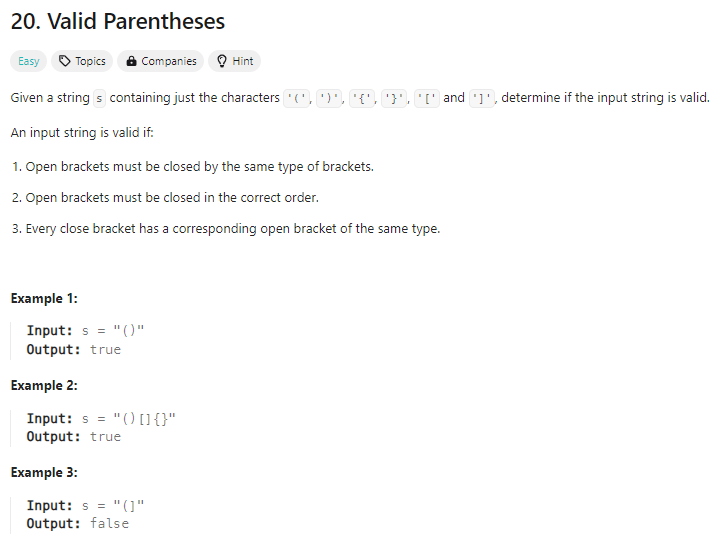 20. Valid Parentheses
Easy Topics Companies Hint
Given a string s containing just the characters '(', ')', '{', '}', '[' and ']', determine if the input string is valid.
An input string is valid if:
1. Open brackets must be closed by the same type of brackets.
2. Open brackets must be closed in the correct order.
3. Every close bracket has a corresponding open bracket of the same type.
Example 1:
Input: s = "()"
Output: true
Example 2:
Input: s = "()[]{}"
Output: true
Example 3:
Input: s = "(]"
Output: false